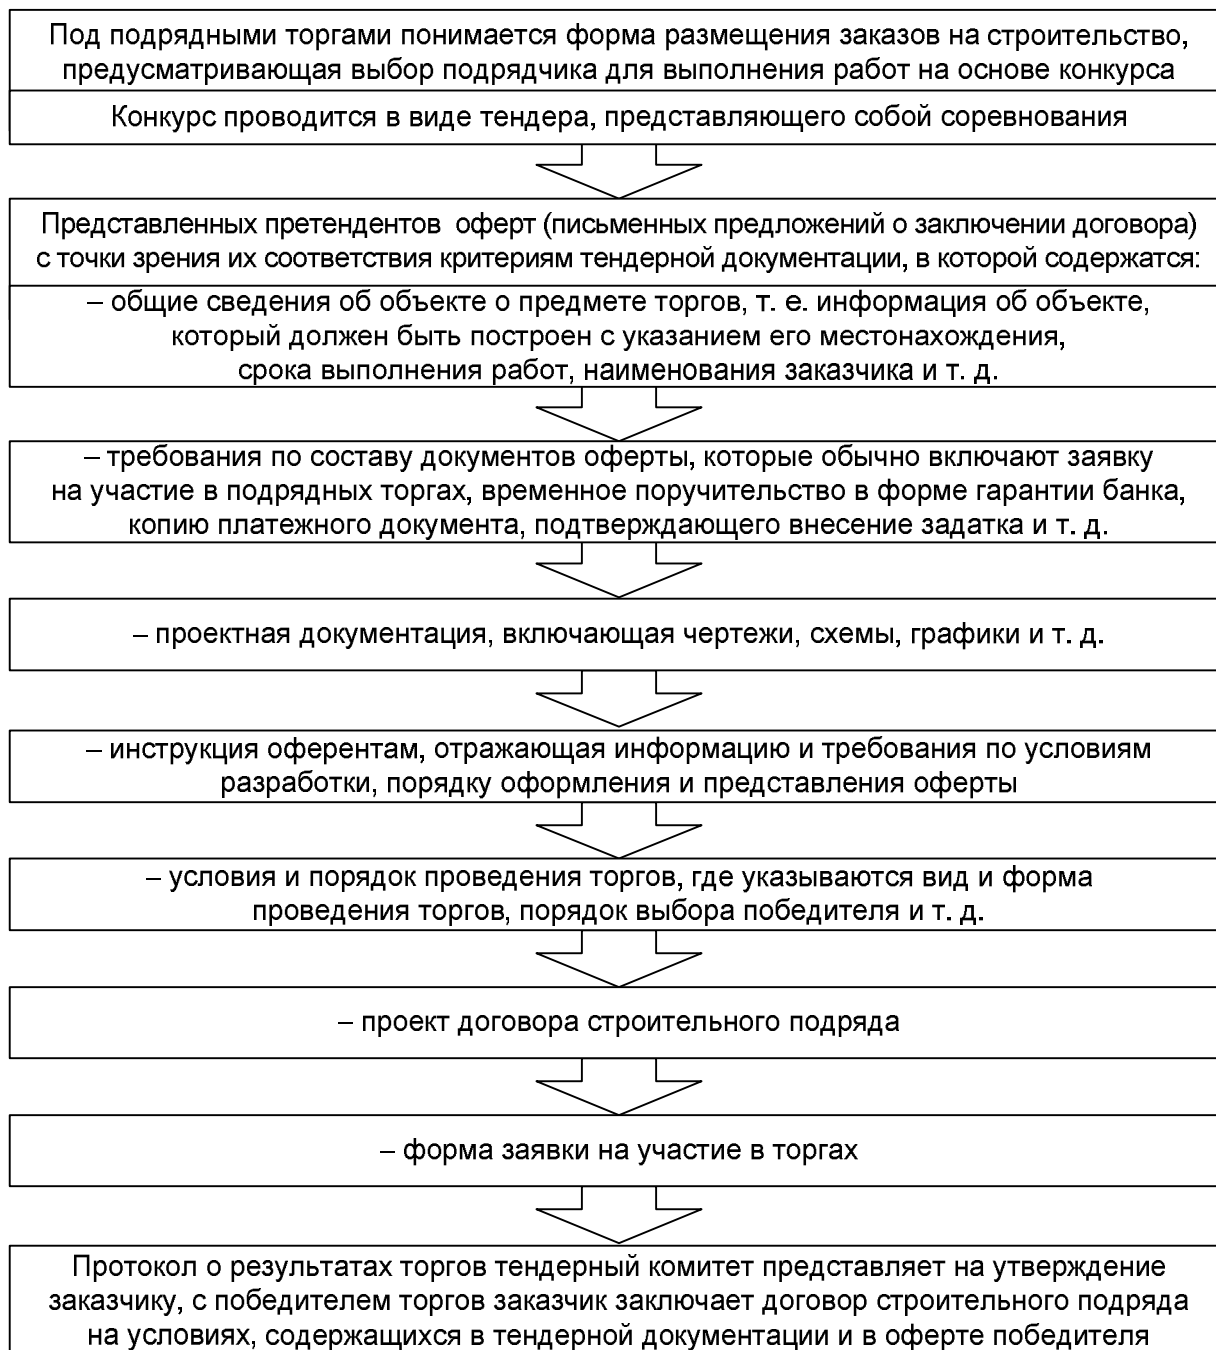 Под подрядными торгами понимается форма размещения заказов на строительство,
предусматривающая выбор подрядчика для выполнения работ на основе конкурса
Конкурс проводится в виде тендера, представляющего собой соревнования
Представленных претендентов оферт (письменных предложений о заключении договора)
с точки зрения их соответствия критериям тендерной документации, в которой содержатся:
– общие сведения об объекте о предмете торгов, т. е. информация об объекте,
который должен быть построен с указанием его местонахождения,
срока выполнения работ, наименования заказчика и т. д.
– требования по составу документов оферты, которые обычно включают заявку
на участие в подрядных торгах, временное поручительство в форме гарантии банка,
копию платежного документа, подтверждающего внесение задатка и т. д.
– проектная документация, включающая чертежи, схемы, графики и т. д.
– инструкция оферентам, отражающая информацию и требования по условиям
разработки, порядку оформления и представления оферты
– условия и порядок проведения торгов, где указываются вид и форма
проведения торгов, порядок выбора победителя и т. д.
– проект договора строительного подряда
– форма заявки на участие в торгах
Протокол о результатах торгов тендерный комитет представляет на утверждение
заказчику, с победителем торгов заказчик заключает договор строительного подряда
на условиях, содержащихся в тендерной документации и в оферте победителя